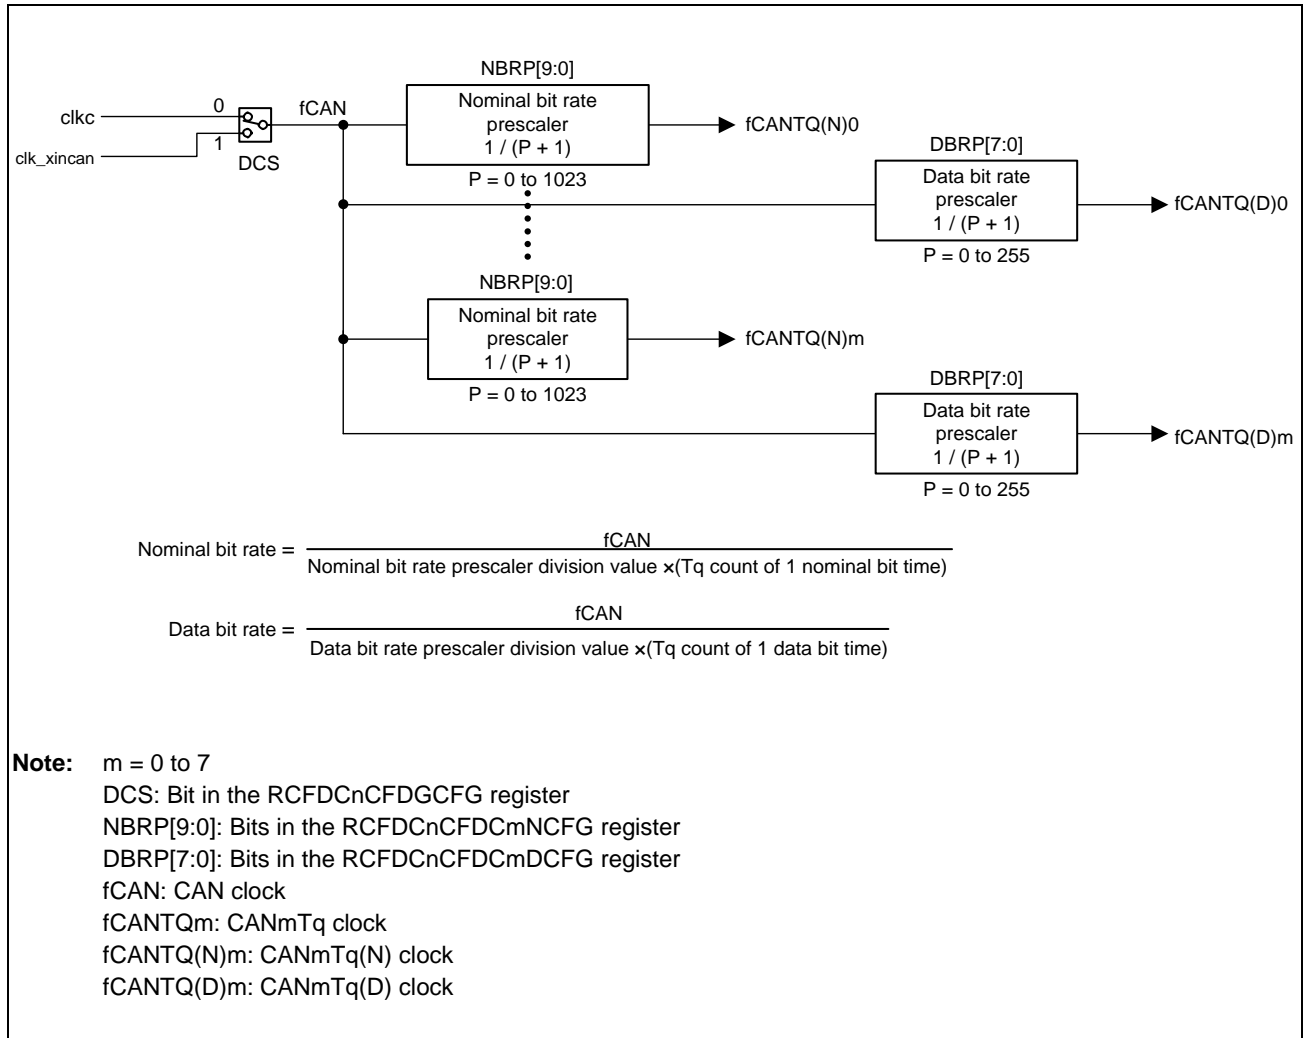 NBRP[9:0]
clkc
0
fCAN
Nominal bit rate
prescaler
1 / (P + 1)
fCANTQ(N)0
clk_xincan
1
DCS
P = 0 to 1023
DBRP[7:0]
Data bit rate
prescaler
1 / (P + 1)
fCANTQ(D)0
P = 0 to 255
NBRP[9:0]
Nominal bit rate
prescaler
1 / (P + 1)
fCANTQ(N)m
P = 0 to 1023
DBRP[7:0]
Data bit rate
prescaler
1 / (P + 1)
fCANTQ(D)m
P = 0 to 255
Nominal bit rate =
fCAN
Nominal bit rate prescaler division value ×(Tq count of 1 nominal bit time)
Data bit rate =
fCAN
Data bit rate prescaler division value ×(Tq count of 1 data bit time)
Note: m = 0 to 7
DCS: Bit in the RCFDCnCFDGCFG register
NBRP[9:0]: Bits in the RCFDCnCFDCmNCFG register
DBRP[7:0]: Bits in the RCFDCnCFDCmDCFG register
fCAN: CAN clock
fCANTQm: CANmTq clock
fCANTQ(N)m: CANmTq(N) clock
fCANTQ(D)m: CANmTq(D) clock